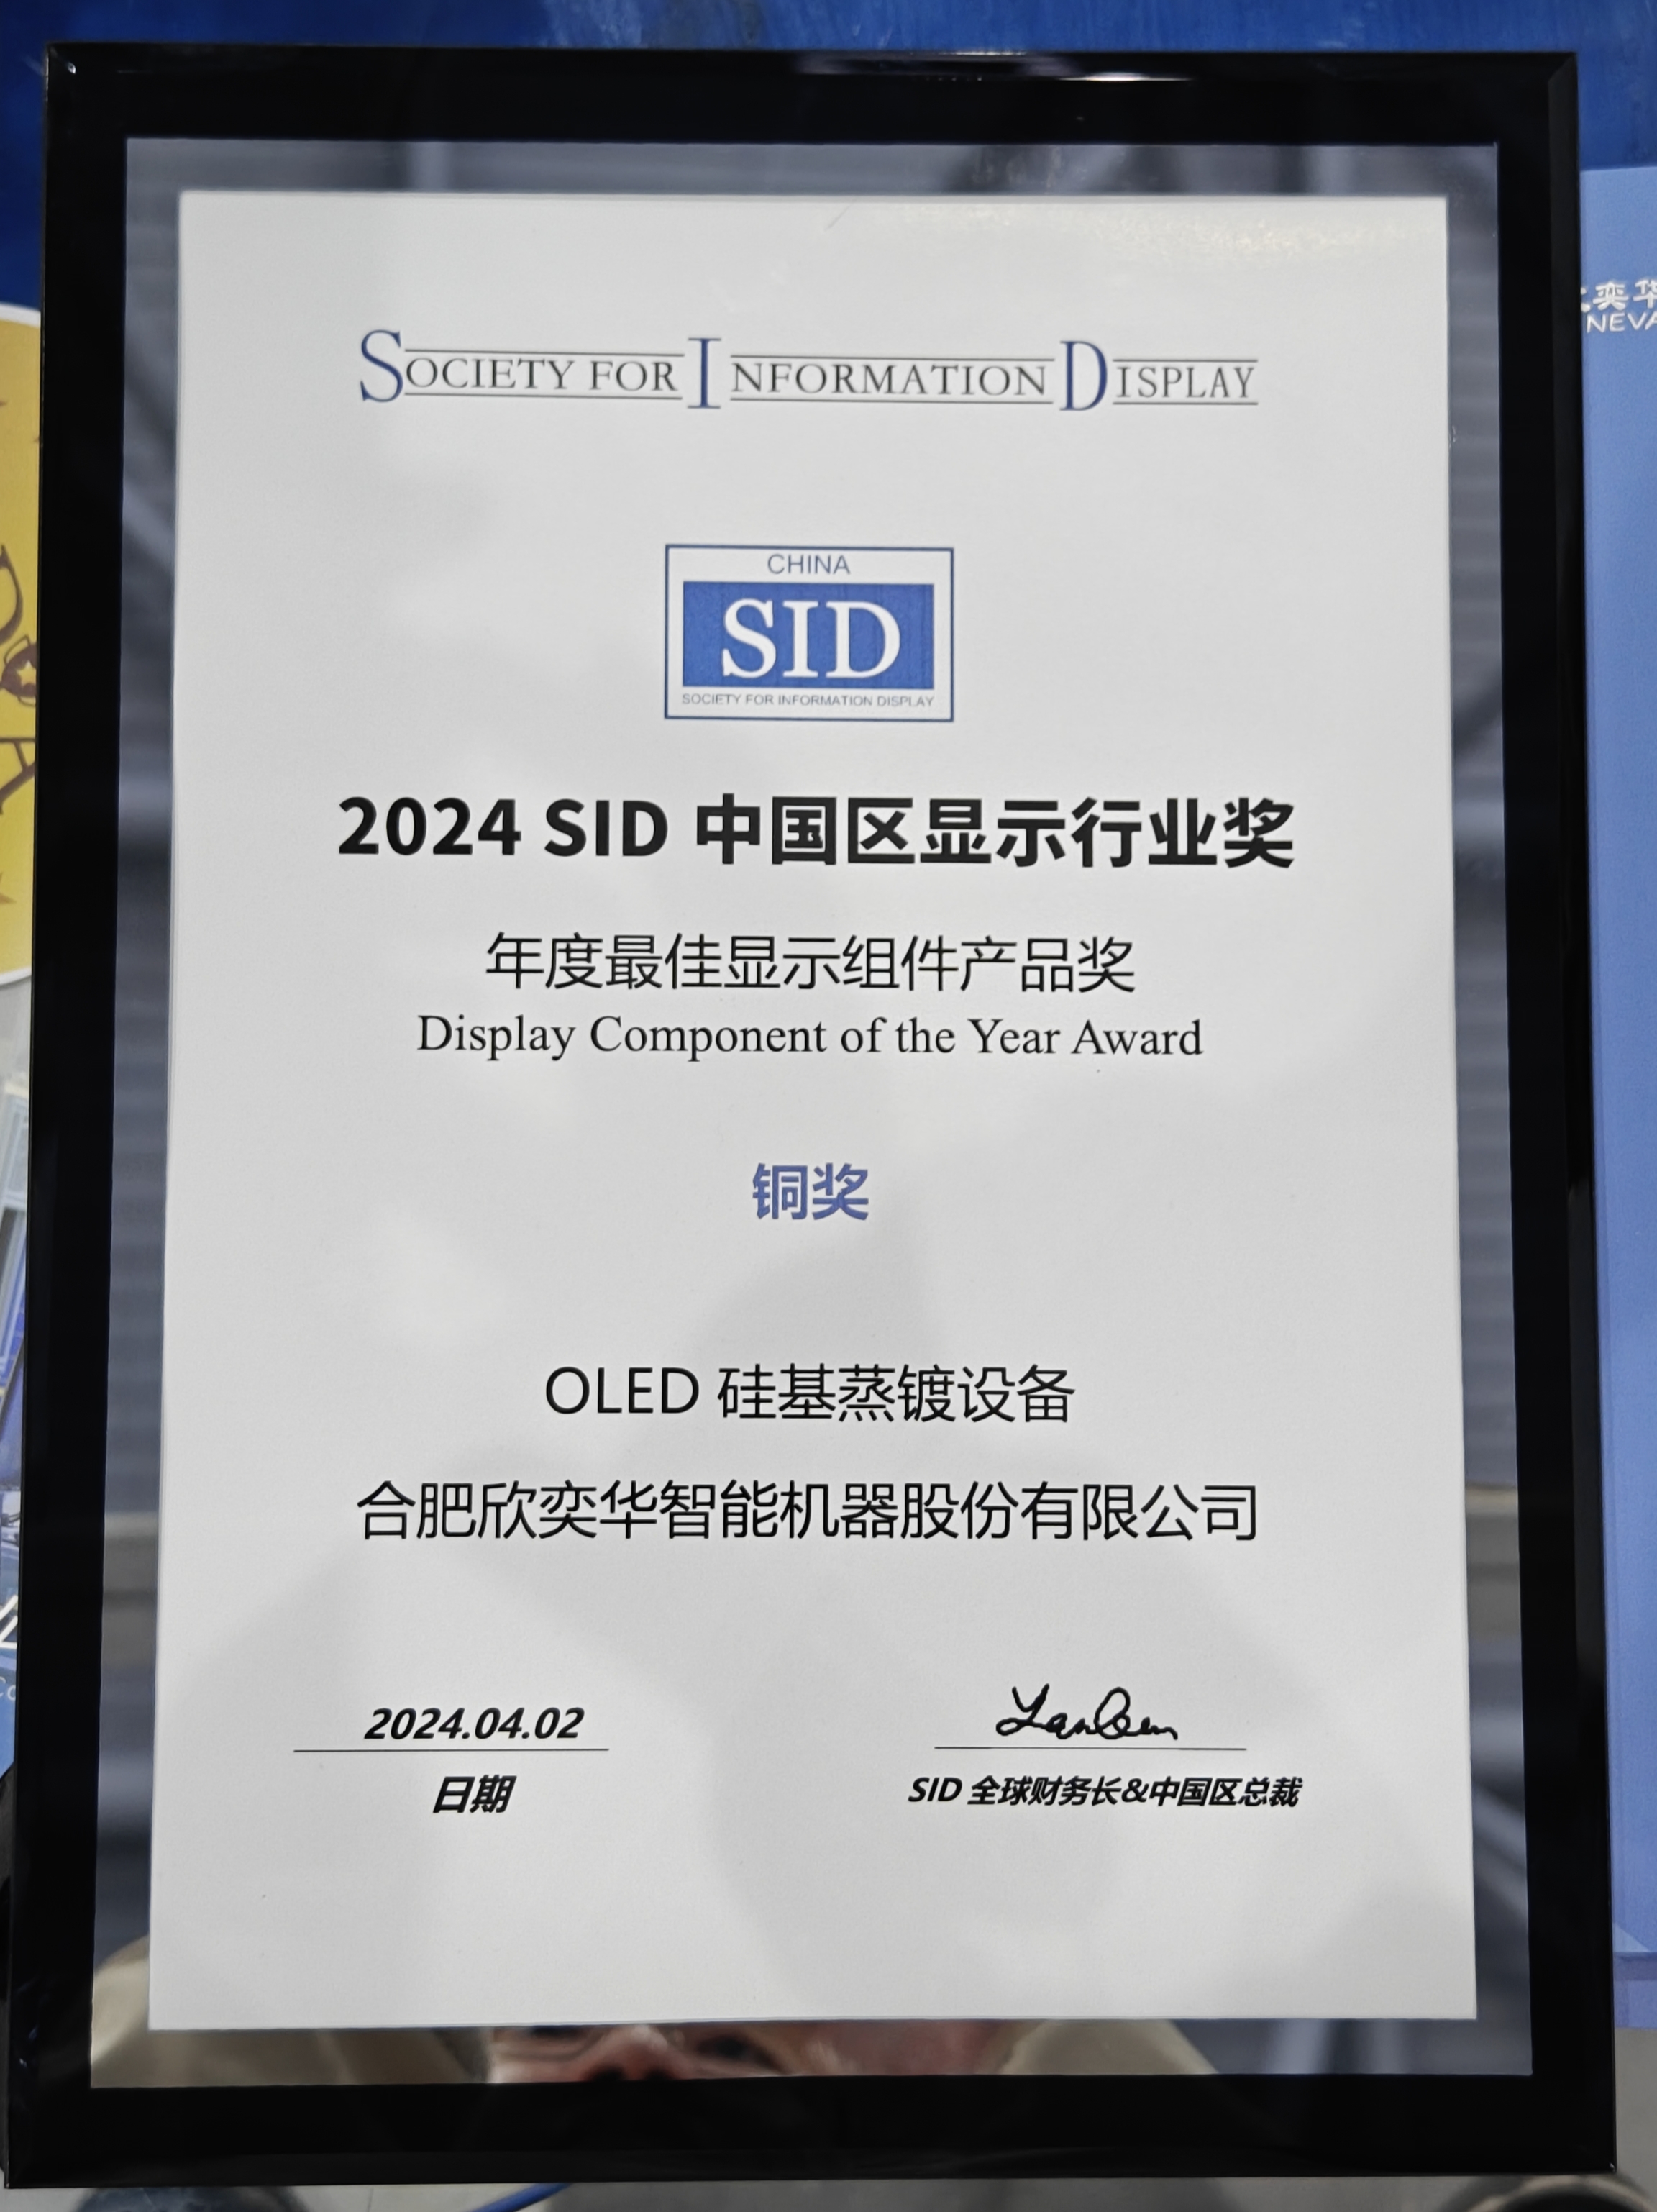 SOCIETY FOR INFORMATION DISPLAY
CHINA
SID
SOCIETY FOR INFORMATION DISPLAY
2024 SID 中国区显示行业奖
年度最佳显示组件产品奖
Display Component of the Year Award
铜奖
OLED 硅基蒸镀设备
合肥欣奕华智能机器股份有限公司
2024.04.02
日期
SID 全球财务长&中国区总裁
奕华
NEVA